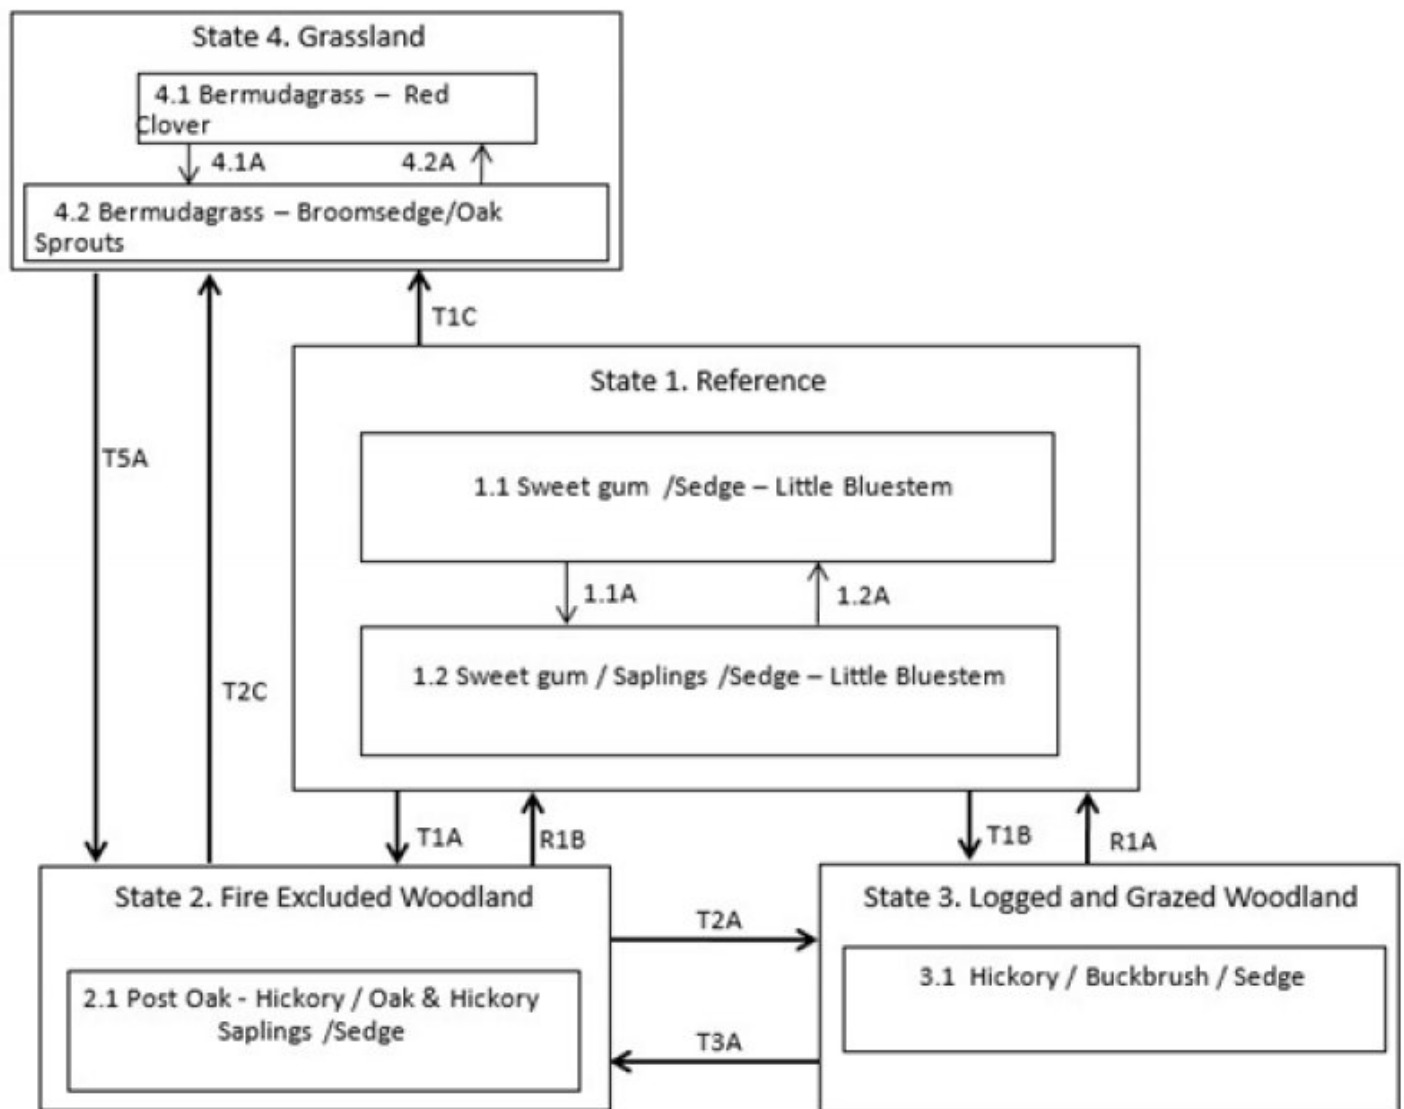 State 4. Grassland
4.1 Bermudagrass – Red
Clover
4.1A
4.2A
4.2 Bermudagrass – Broomsedge/Oak
Sprouts
T1C
State 1. Reference
T5A
1.1 Sweet gum /Sedge – Little Bluestem
1.1A
1.2A
1.2 Sweet gum / Saplings /Sedge – Little Bluestem
T2C
T1A
R1B
T1B
R1A
State 2. Fire Excluded Woodland
State 3. Logged and Grazed Woodland
T2A
2.1 Post Oak - Hickory / Oak & Hickory
Saplings /Sedge
3.1 Hickory / Buckbrush / Sedge
T3A